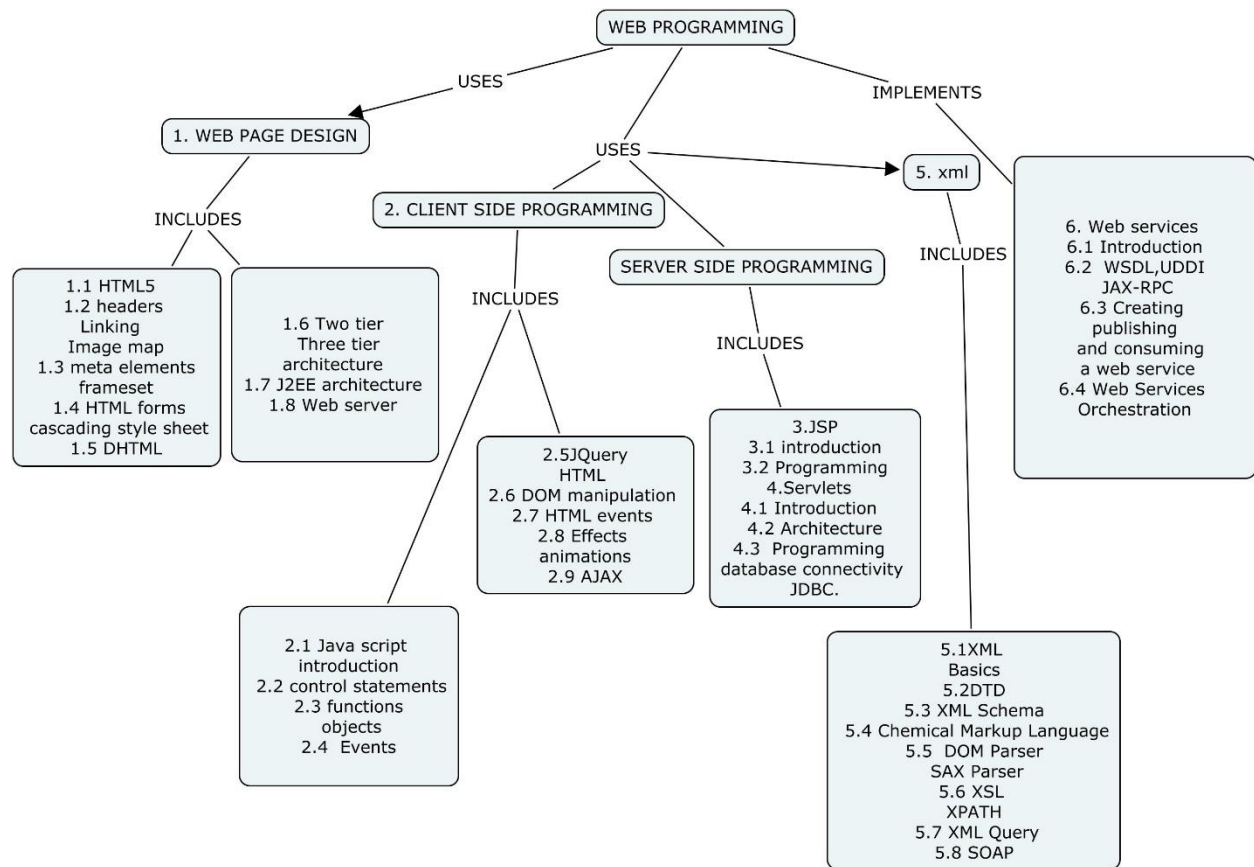 WEB PROGRAMMING
USES
IMPLEMENTS
1. WEB PAGE DESIGN
USES
5. xml
INCLUDES
2. CLIENT SIDE PROGRAMMING
SERVER SIDE PROGRAMMING
INCLUDES
1.1 HTML5
1.2 headers
Linking
Image map
1.3 meta elements
frameset
1.4 HTML forms
cascading style sheet
1.5 DHTML
1.6 Two tier
Three tier
architecture
1.7 J2EE architecture
1.8 Web server
INCLUDES
INCLUDES
6. Web services
6.1 Introduction
6.2 WSDL,UDDI
JAX-RPC
6.3 Creating
publishing
and consuming
a web service
6.4 Web Services
Orchestration
2.5JQuery
HTML
2.6 DOM manipulation
2.7 HTML events
2.8 Effects
animations
2.9 AJAX
3.JSP
3.1 introduction
3.2 Programming
4.Servlets
4.1 Introduction
4.2 Architecture
4.3 Programming
database connectivity
JDBC.
2.1 Java script
introduction
2.2 control statements
2.3 functions
objects
2.4 Events
5.1XML
Basics
5.2DTD
5.3 XML Schema
5.4 Chemical Markup Language
5.5 DOM Parser
SAX Parser
5.6 XSL
XPATH
5.7 XML Query
5.8 SOAP